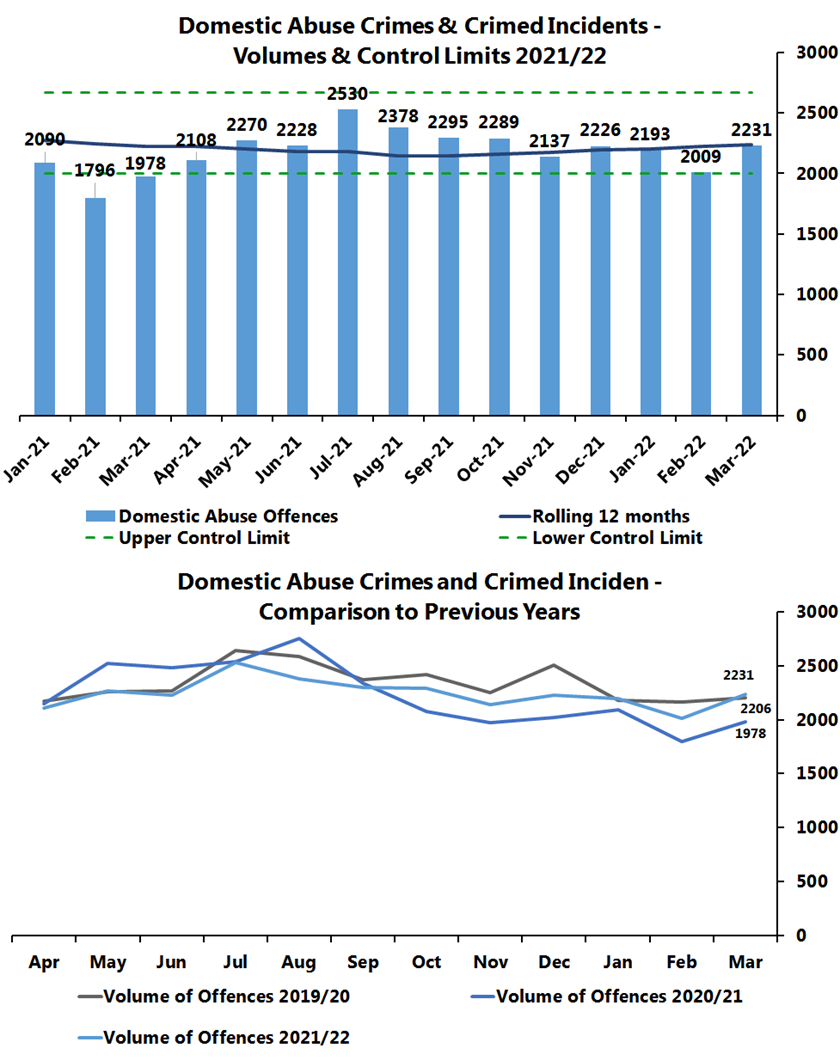 Domestic Abuse Crimes & Crimed Incidents -
Volumes & Control Limits 2021/22
3000
2500
2000
1500
1000
500
0
2090
1796
1978
2108
2270
2228
2530
2378
2295
2289
2137
2226
2193
2009
2231
Jan-21
Feb-21
Mar-21
Apr-21
May-21
Jun-21
Jul-21
Aug-21
Sep-21
Oct-21
Nov-21
Dec-21
Jan-22
Feb-22
Mar-22
Domestic Abuse Offences
Rolling 12 months
Upper Control Limit
Lower Control Limit
Domestic Abuse Crimes and Crimed Inciden -
Comparison to Previous Years
3000
2500
2000
1500
1000
500
0
2231
2206
1978
Apr May Jun Jul Aug Sep Oct Nov Dec Jan Feb Mar
Volume of Offences 2019/20
Volume of Offences 2020/21
Volume of Offences 2021/22